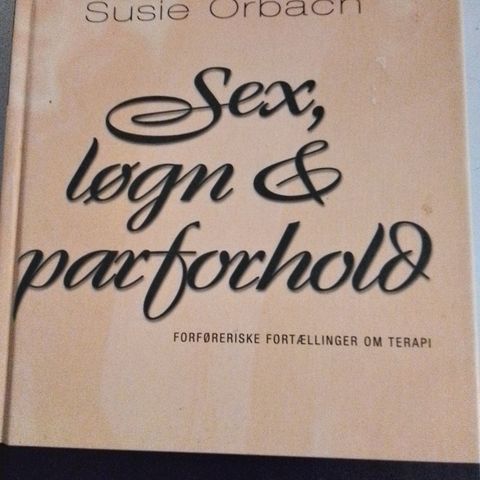 Susie Orbach
Sex,
løgn &
parforhold
FORFØRERISKE FORTÆLLINGER OM TERAPI